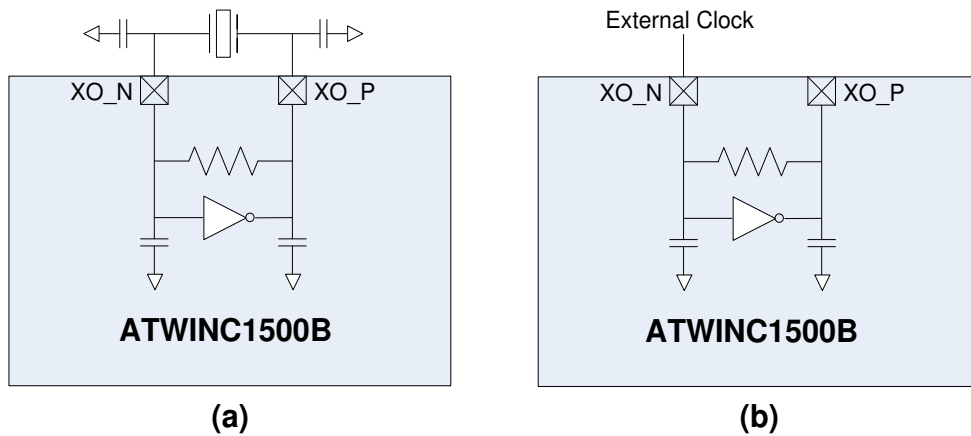 External Clock
XO_N
XO_P
XO_N
XO_P
ATWINC1500B
ATWINC1500B
(a)
(b)